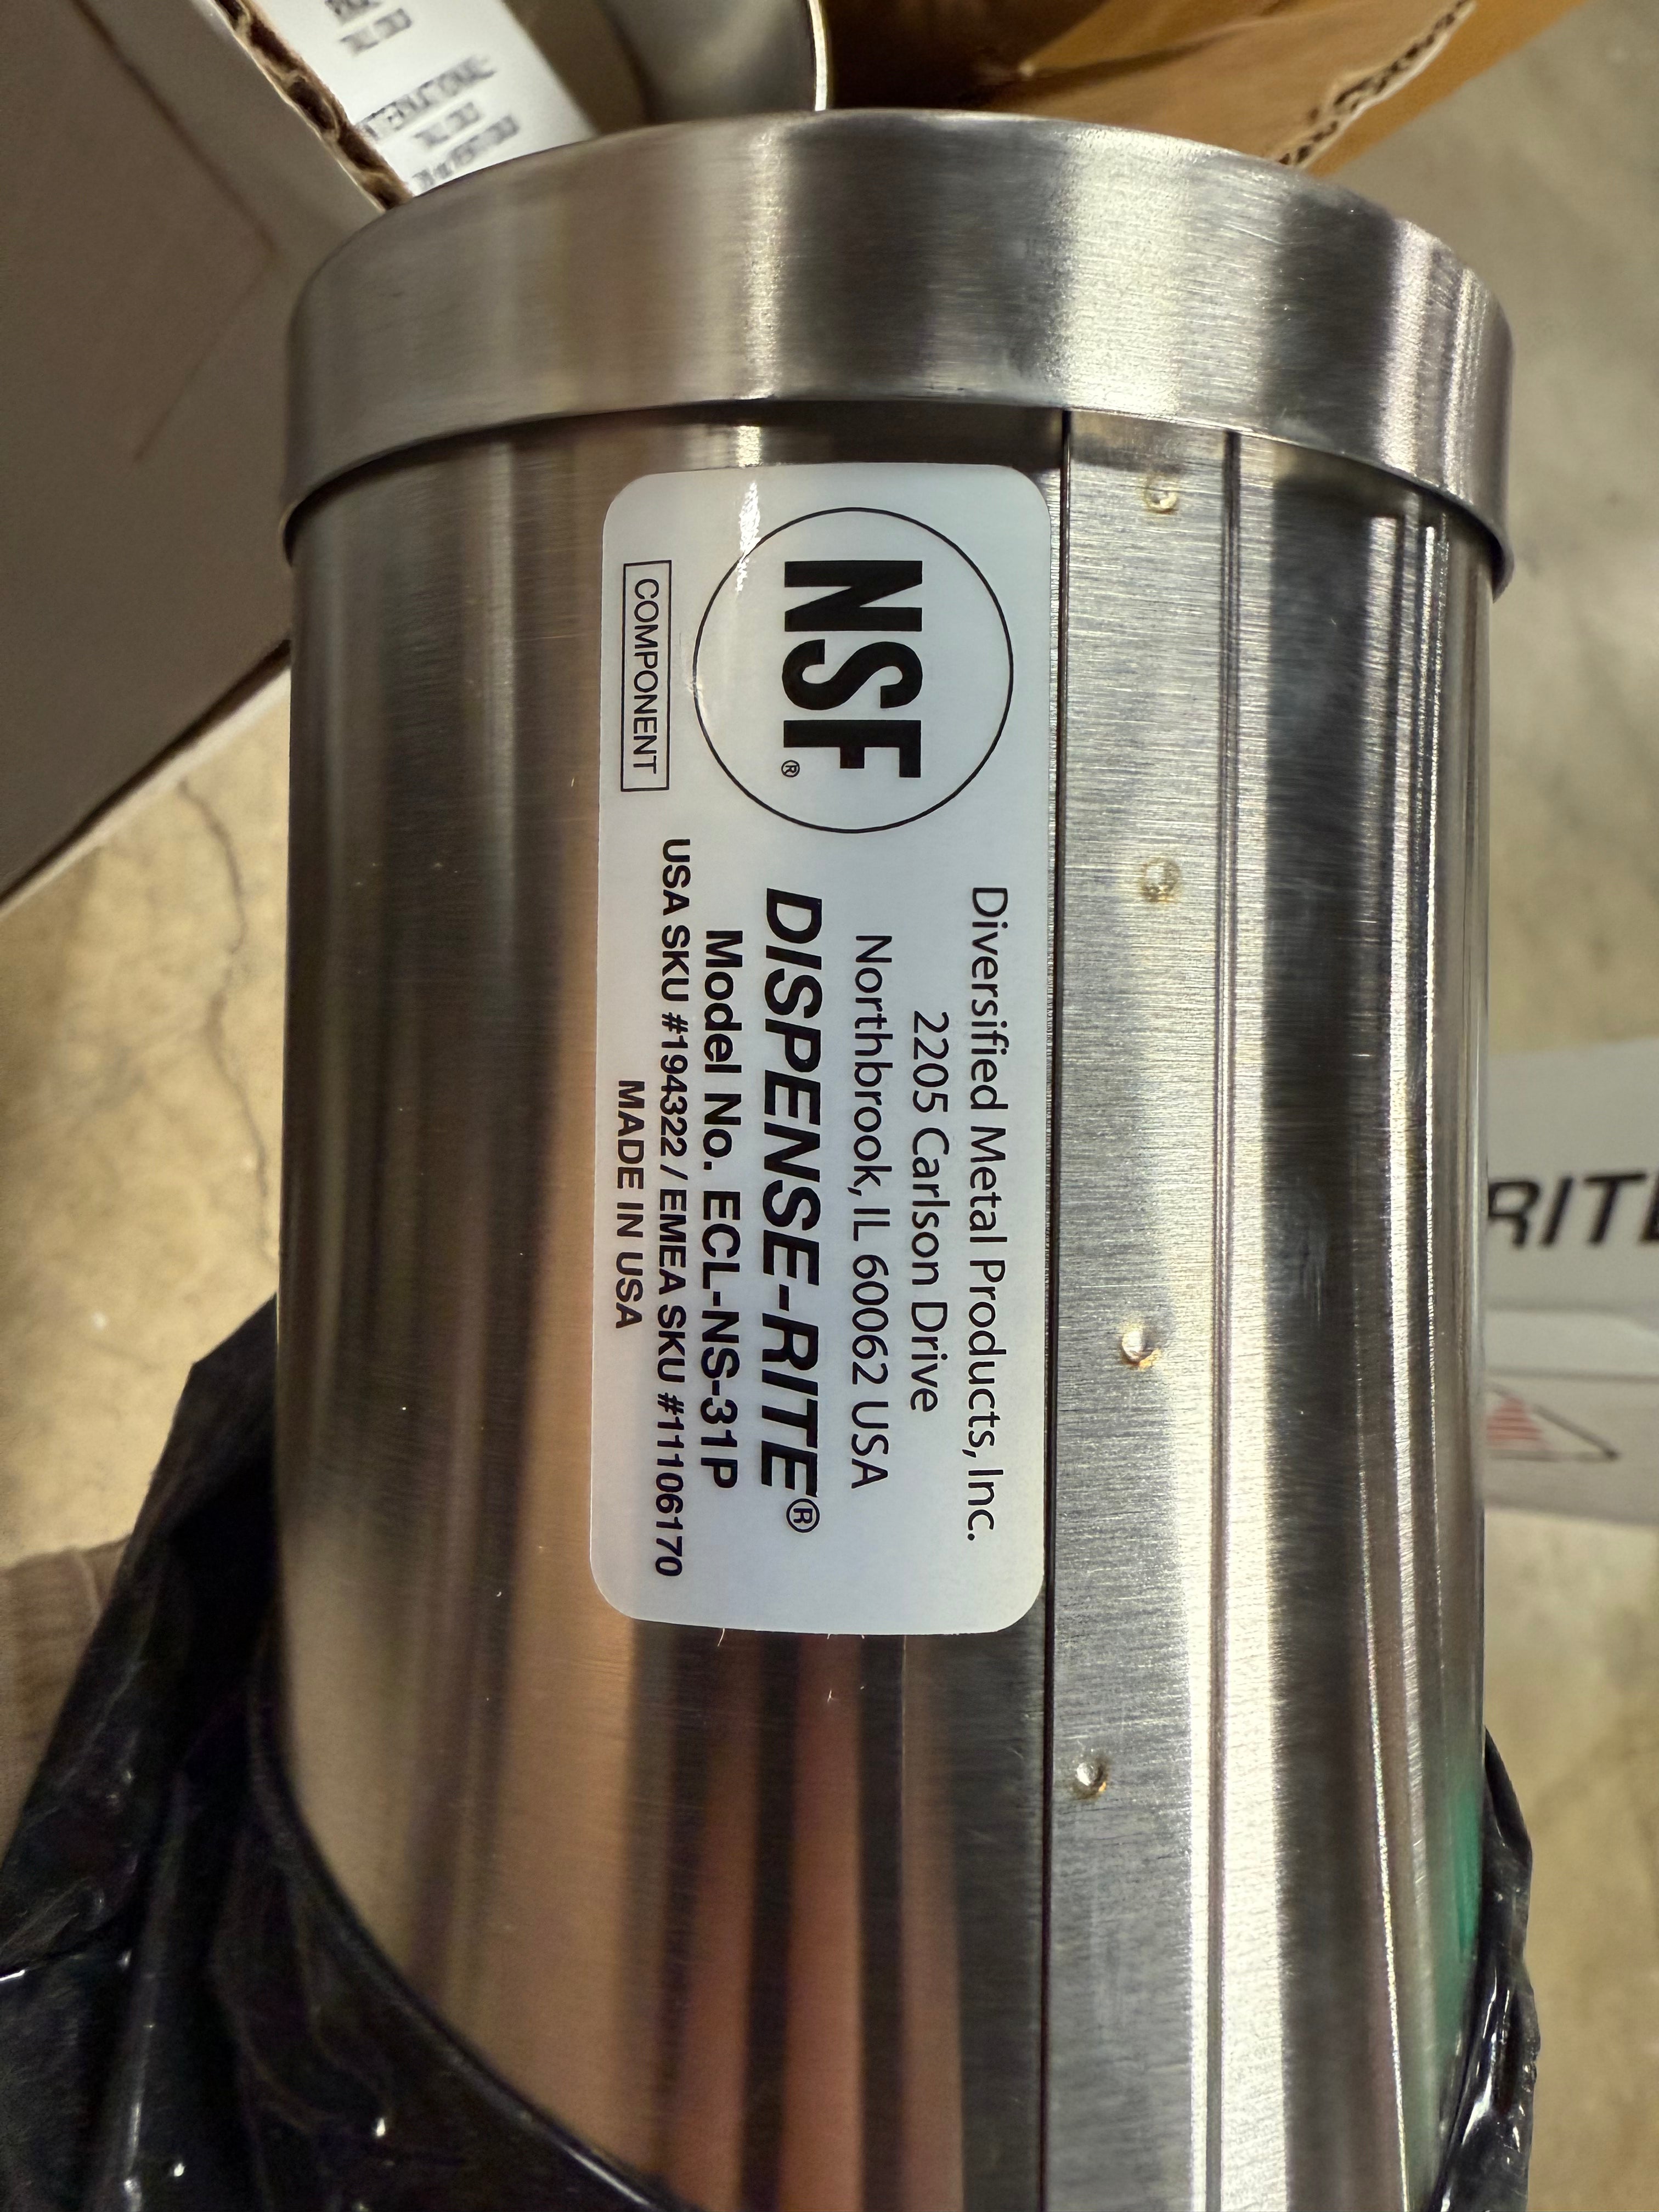 NSF®
COMPONENT
Diversified Metal Products, Inc.
2205 Carlson Drive
Northbrook, IL 60062 USA
DISPENSE-RITE®
Model No. ECL-NS-31P
USA SKU #194322 / EMEA SKU #11106170
MADE IN USA
RITE